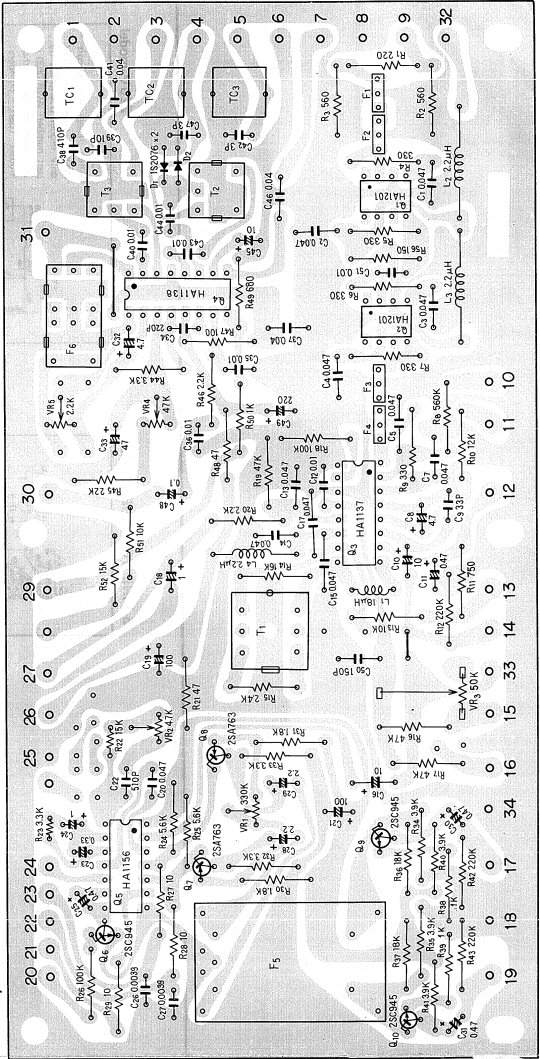 1
2
3
4
5
6
7
8
9
32
TC1
C41
0.04
TC2
TC3
R1 220
F1
F2
R3 560
R2 560
C38 410P
C39 10P
C47 3P
C42 3P
D1 1S2076 x 2
D2
T3
T2
R4 330
L2 2.2μH
C1 0.047
HA1201
Q1
C46 0.04
C44 0.01
31
C40 0.01
C43 0.01
C45 10
C2 0.047
R5 330
R56 150
C51 0.01
R6 330
L3 2.2μH
HA1138
Q4
R49 680
C3 0.047
HA1201
Q2
F6
C32
4.7
C34
220P
R47 100
C37 0.04
R7 330
R44 3.3K
C35 0.01
C4 0.047
F3
F4
10
VR5
2.2K
VR4
47K
R46 2.2K
R50 1K
220
C49
C5 0.047
R8 560K
11
C33
47
C36 0.01
R48 47
R18 100K
R9 330
C7
0.047
R10 12K
30
R45 22K
C48
0.1
R19 47K
C13 0.047
C12 0.01
HA1137
Q3
12
R20 2.2K
C17
0.047
C8
4.7
C9 33P
R51 10K
R52 15K
C14
0.047
L4 2.2μH
R14 16K
C15 0.047
L1 18μH
C10
10
C11
0.47
R11 750
29
C18
1
13
T1
R13 10K
R12 220K
14
27
C19
100
C50 150P
33
R15 2.4K
R21 47
VR3 50K
26
15
R22 15K
VR2 4.7K
Q8
2SA763
R31 1.8K
R33 3.3K
R16 47K
R17 47K
25
16
C22
510P
C20 0.047
C29
2.2
C16
10
R23 3.3K
C24
1
R24 5.6K
R25 5.6K
VR1 330K
C21
100
34
C23
0.33
2SA763
C28
2.2
2SC945
Q9
R34 3.9K
0.47
24
HA1156
Q5
Q7
R32 3.3K
R30 1.8K
R36 18K
R40 3.9K
R42 220K
17
23
C25
0.47
R27 10
R38
1K
22
Q6
2SC945
21
R28 10
F5
R37 18K
R35 3.9K
R39 1K
R43 220K
18
20
R26 100K
R29 10
C26 0.0039
C27 0.0039
R41 3.9K
19
Q10
2SC945
C31
0.47